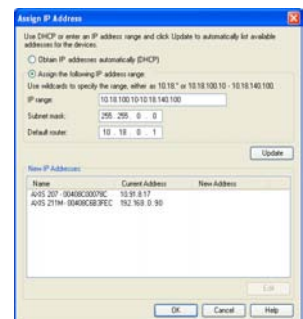 Assign IP Address
Use DHCP or enter an IP address range and click Update to automatically list available
addresses for the devices.
Obtain IP addresses automatically (DHCP)
Assign the following IP address range:
Use wildcards to specify the range, either as 10.18.* or 10.18.100.10 - 10.18.140.100
IP range: 10.18.100.10-10.18.140.100
Subnet mask: 255 . 255 . 0 . 0
Default router: 10 . 18 . 0 . 1
Update
New IP Addresses:
Name Current Address New Address
AXIS 207 - 00408C00078C 10.91.8.17
AXIS 211M - 00408C6B3FEC 192.168.0.90
Edit
OK Cancel Help